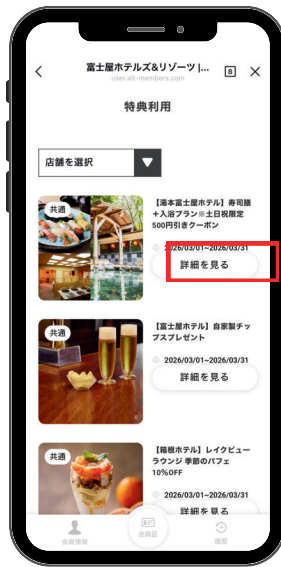 富士屋ホテルズ&リゾーツ |...
user.alt-members.com
8
特典利用
店舗を選択
共通
【湯本富士屋ホテル】寿司膳
＋入浴プラン※土日祝限定
500円引きクーポン
2026/03/01~2026/03/31
詳細を見る
共通
【富士屋ホテル】自家製チッ
プスプレゼント
2026/03/01~2026/03/31
詳細を見る
共通
【箱根ホテル】レイクビュー
ラウンジ 季節のパフェ
10%OFF
2026/03/01~2026/03/31
詳細を見る
会員情報
会員証
履歴